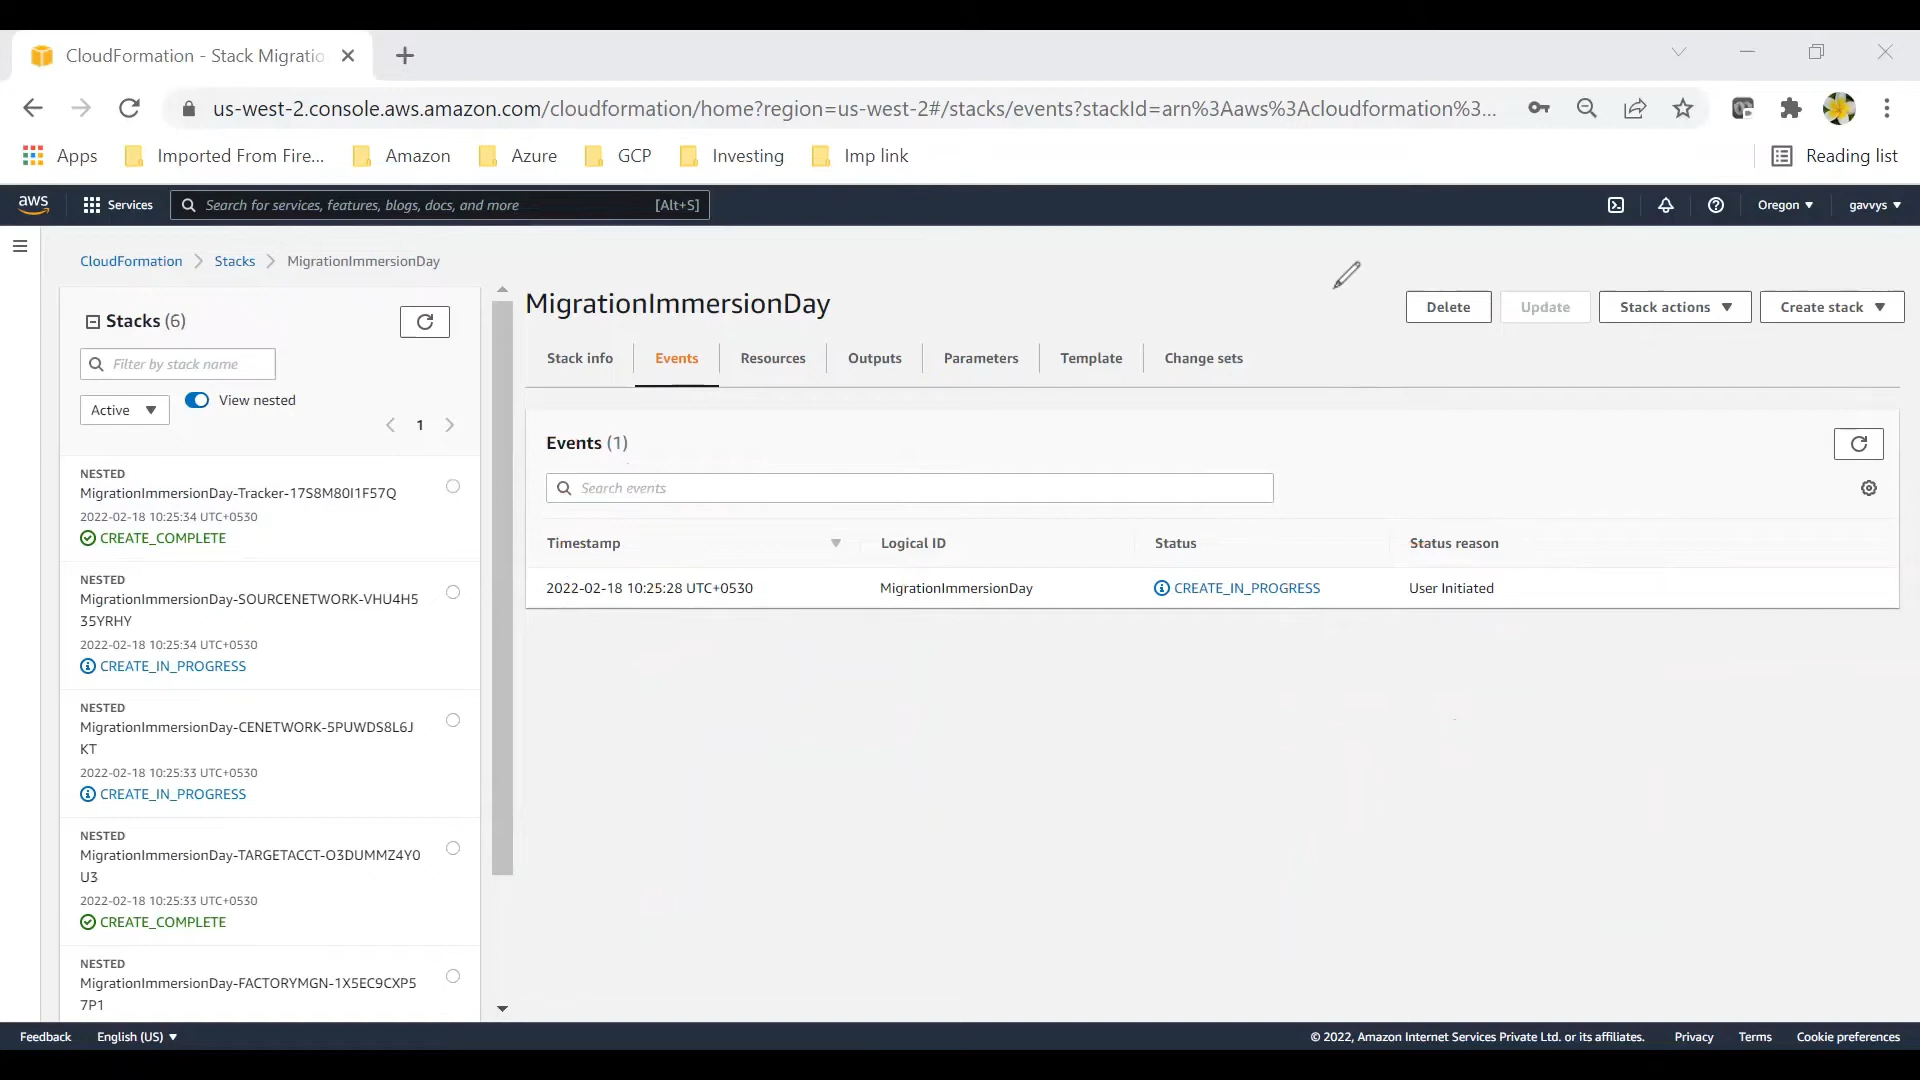 CloudFormation - Stack Migratio
us-west-2.console.aws.amazon.com/cloudformation/home?region=us-west-2#/stacks/events?stackId=arn%3Aaws%3Acloudformation%3...
Apps Imported From Fire... Amazon Azure GCP Investing Imp link Reading list
aws Services Search for services, features, blogs, docs, and more [Alt+S] Oregon gavvys
CloudFormation Stacks MigrationImmersionDay
Stacks (6)
Filter by stack name
Active View nested
1
NESTED
MigrationImmersionDay-Tracker-17S8M80I1F57Q
2022-02-18 10:25:34 UTC+0530
CREATE_COMPLETE
NESTED
MigrationImmersionDay-SOURCENETWORK-VHU4H5
35YRHY
2022-02-18 10:25:34 UTC+0530
CREATE_IN_PROGRESS
NESTED
MigrationImmersionDay-CENETWORK-5PUWDS8L6J
KT
2022-02-18 10:25:33 UTC+0530
CREATE_IN_PROGRESS
NESTED
MigrationImmersionDay-TARGETACCT-O3DUMMZ4Y0
U3
2022-02-18 10:25:33 UTC+0530
CREATE_COMPLETE
NESTED
MigrationImmersionDay-FACTORYMGN-1X5EC9CXP5
7P1
MigrationImmersionDay
Delete Update Stack actions Create stack
Stack info Events Resources Outputs Parameters Template Change sets
Events (1)
Search events
Timestamp Logical ID Status Status reason
2022-02-18 10:25:28 UTC+0530 MigrationImmersionDay CREATE_IN_PROGRESS User Initiated
Feedback English (US) © 2022, Amazon Internet Services Private Ltd. or its affiliates. Privacy Terms Cookie preferences